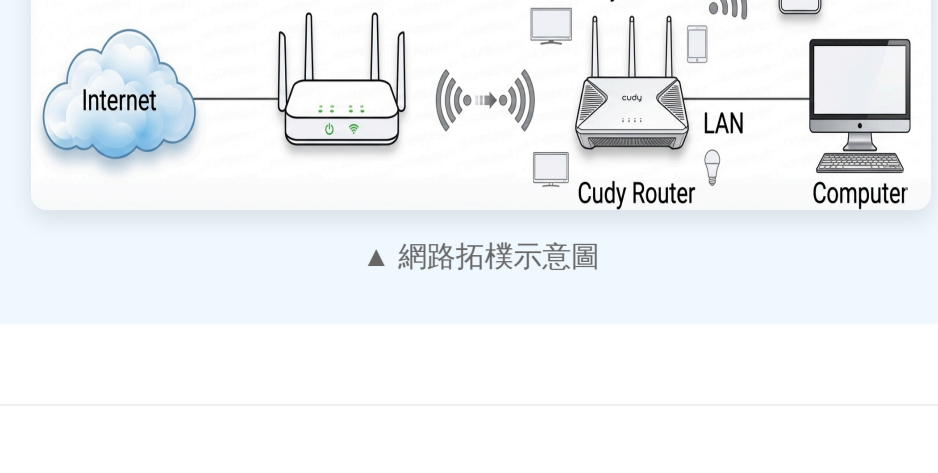 Internet
cudy
LAN
Cudy Router
Computer
▲ 網路拓樸示意圖